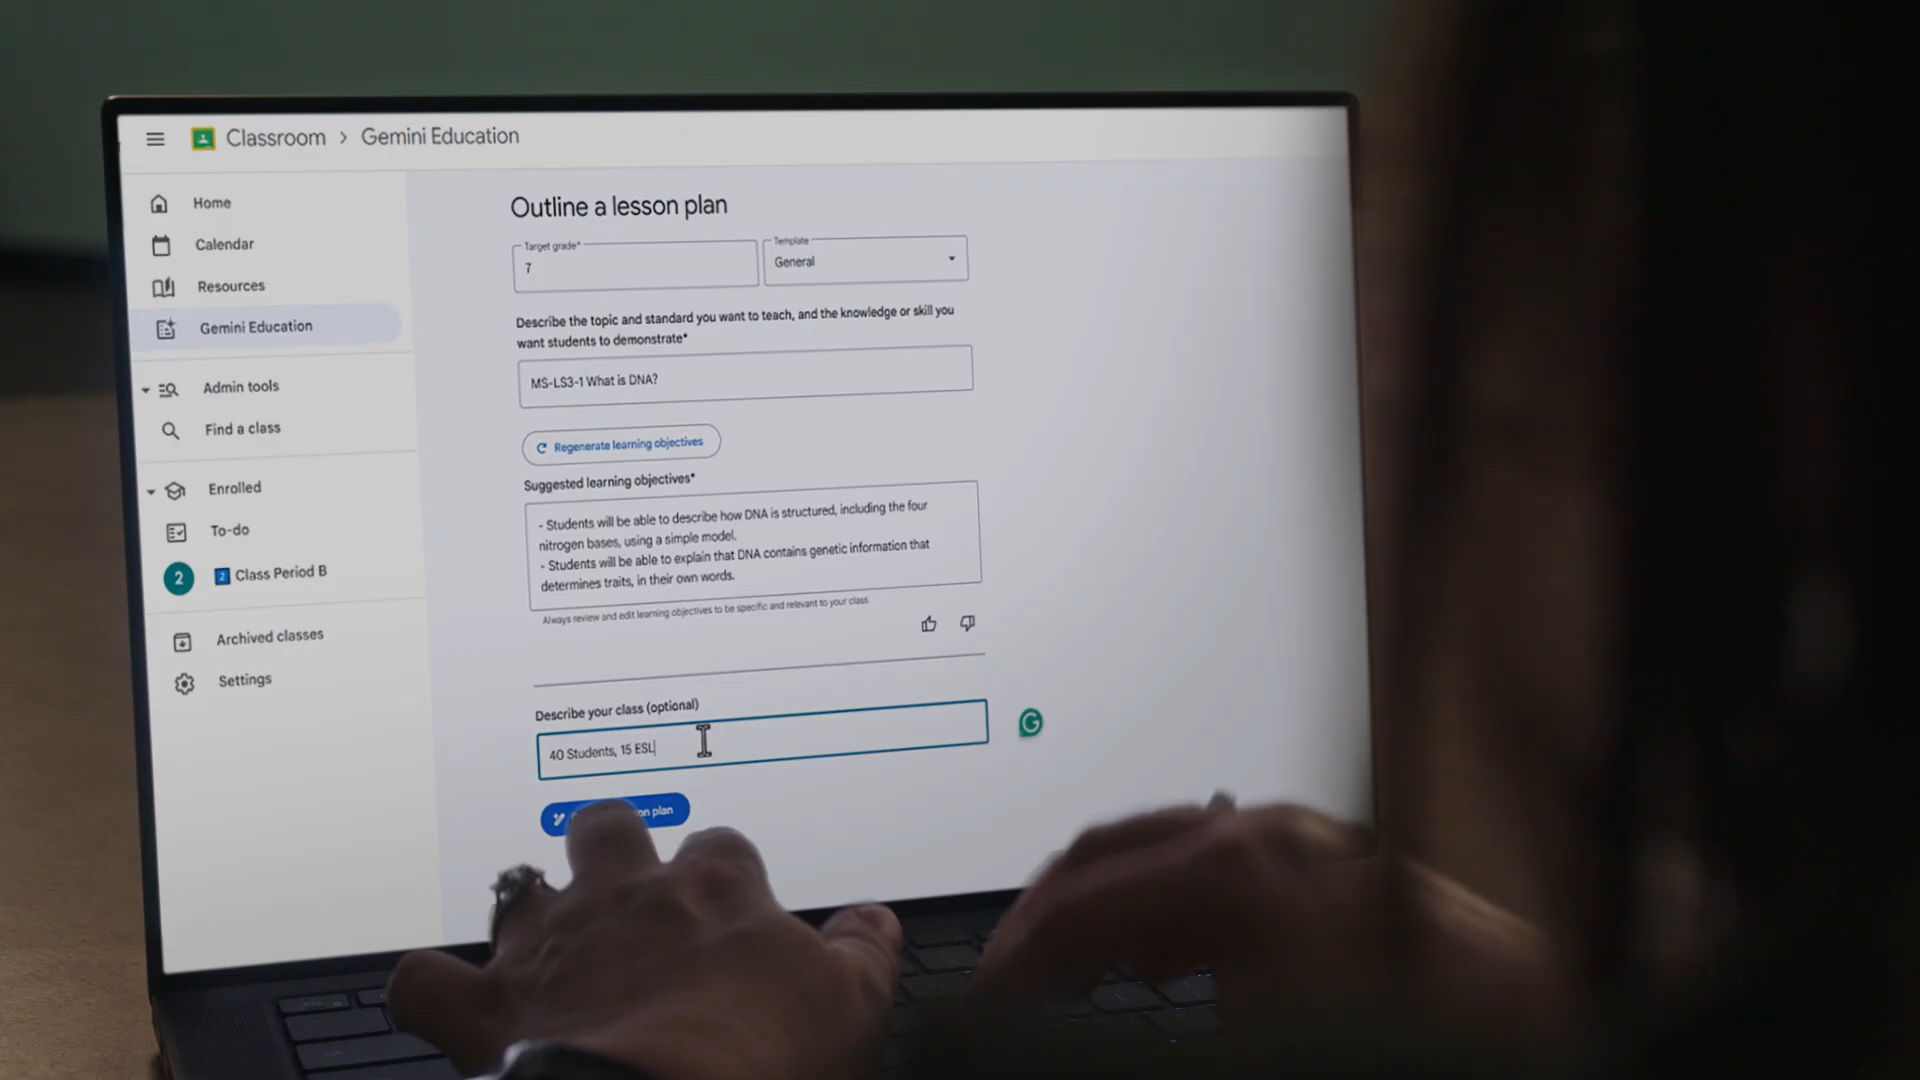 Classroom > Gemini Education
Home
Calendar
Resources
Gemini Education
Admin tools
Find a class
Enrolled
To-do
2
2 Class Period B
Archived classes
Settings
Outline a lesson plan
Target grade*
7
Template
General
Describe the topic and standard you want to teach, and the knowledge or skill you
want students to demonstrate*
MS-LS3-1 What is DNA?
Regenerate learning objectives
Suggested learning objectives*
- Students will be able to describe how DNA is structured, including the four
nitrogen bases, using a simple model.
- Students will be able to explain that DNA contains genetic information that
determines traits, in their own words.
Always review and edit learning objectives to be specific and relevant to your class
Describe your class (optional)
40 Students, 15 ESL
G
plan